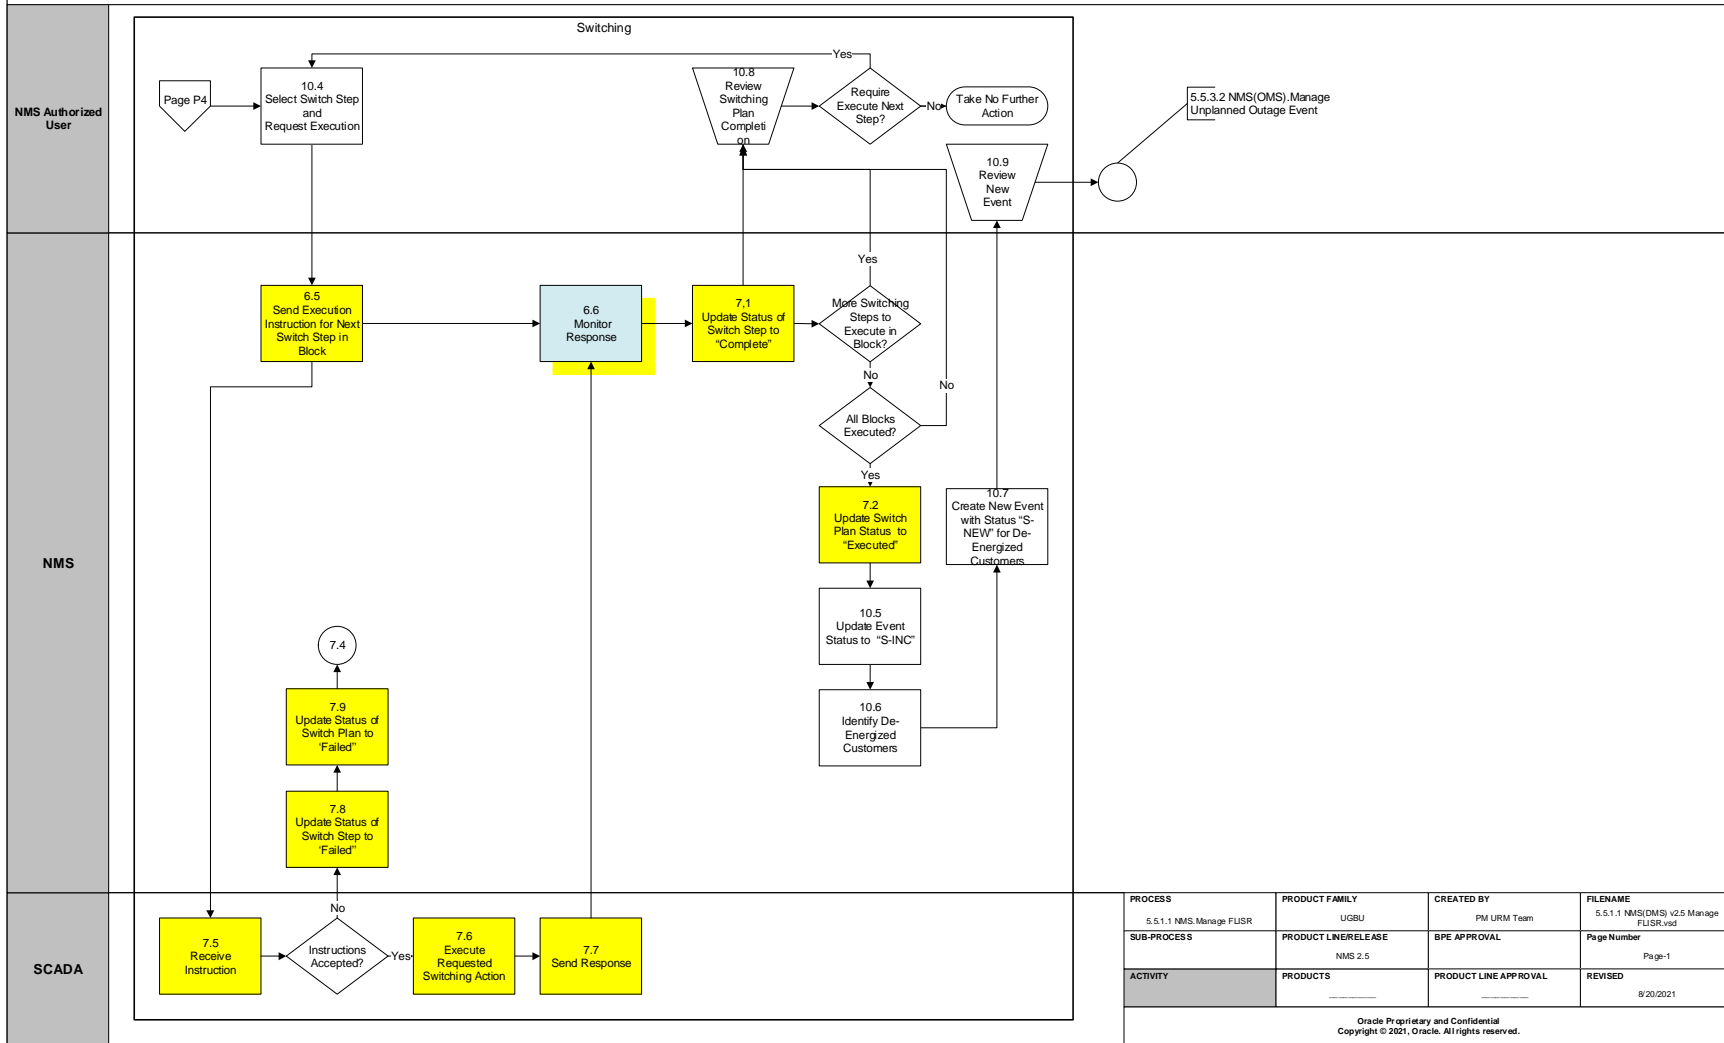 Switching
NMS Authorized
User
Page P4
10.4
Select Switch Step
and
Request Execution
Yes
10.8
Review
Switching
Plan
Completi
on
Require
Execute Next
Step?
No
Take No Further
Action
5.5.3.2 NMS(OMS).Manage
Unplanned Outage Event
10.9
Review
New
Event
NMS
6.5
Send Execution
Instruction for Next
Switch Step in
Block
6.6
Monitor
Response
7,1
Update Status of
Switch Step to
“Complete”
Yes
More Switching
Steps to
Execute in
Block?
No
No
All Blocks
Executed?
Yes
7.2
Update Switch
Plan Status to
“Executed”
10.7
Create New Event
with Status “S-
NEW” for De-
Energized
Customers
10.5
Update Event
Status to “S-INC”
10.6
Identify De-
Energized
Customers
7.4
7.9
Update Status of
Switch Plan to
‘Failed”
7.8
Update Status of
Switch Step to
‘Failed”
No
SCADA
7.5
Receive
Instruction
Instructions
Accepted?
Yes
7.6
Execute
Requested
Switching Action
7.7
Send Response
PROCESS
5.5.1.1 NMS.Manage FLISR
PRODUCT FAMILY
UGBU
CREATED BY
PM URM Team
FILENAME
5.5.1.1 NMS(DMS) v2.5 Manage
FLISR.vsd
SUB-PROCESS
PRODUCT LINE/RELEASE
NMS 2.5
BPE APPROVAL
Page Number
Page-1
ACTIVITY
PRODUCTS
PRODUCT LINE APPROVAL
REVISED
8/20/2021
Oracle Proprietary and Confidential
Copyright © 2021, Oracle. All rights reserved.